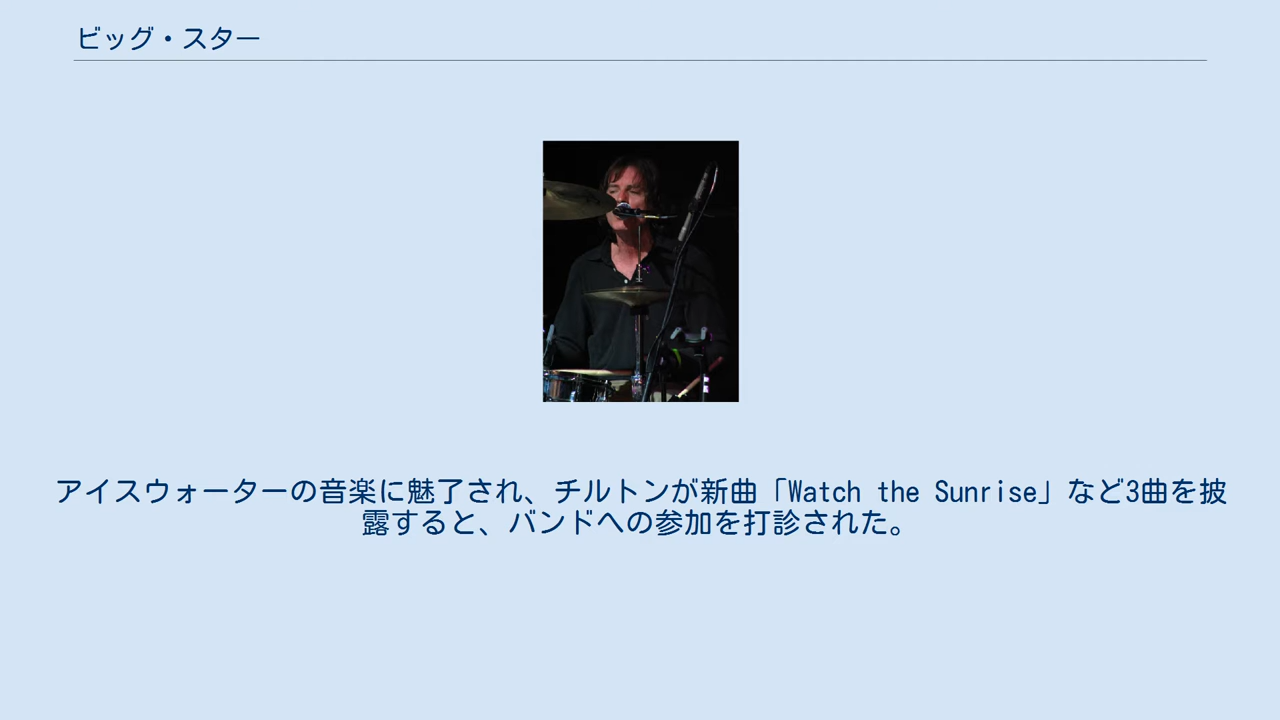 ビッグ・スター
アイスウォーターの音楽に魅了され、チルトンが新曲「Watch the Sunrise」など3曲を披
露すると、バンドへの参加を打診された。